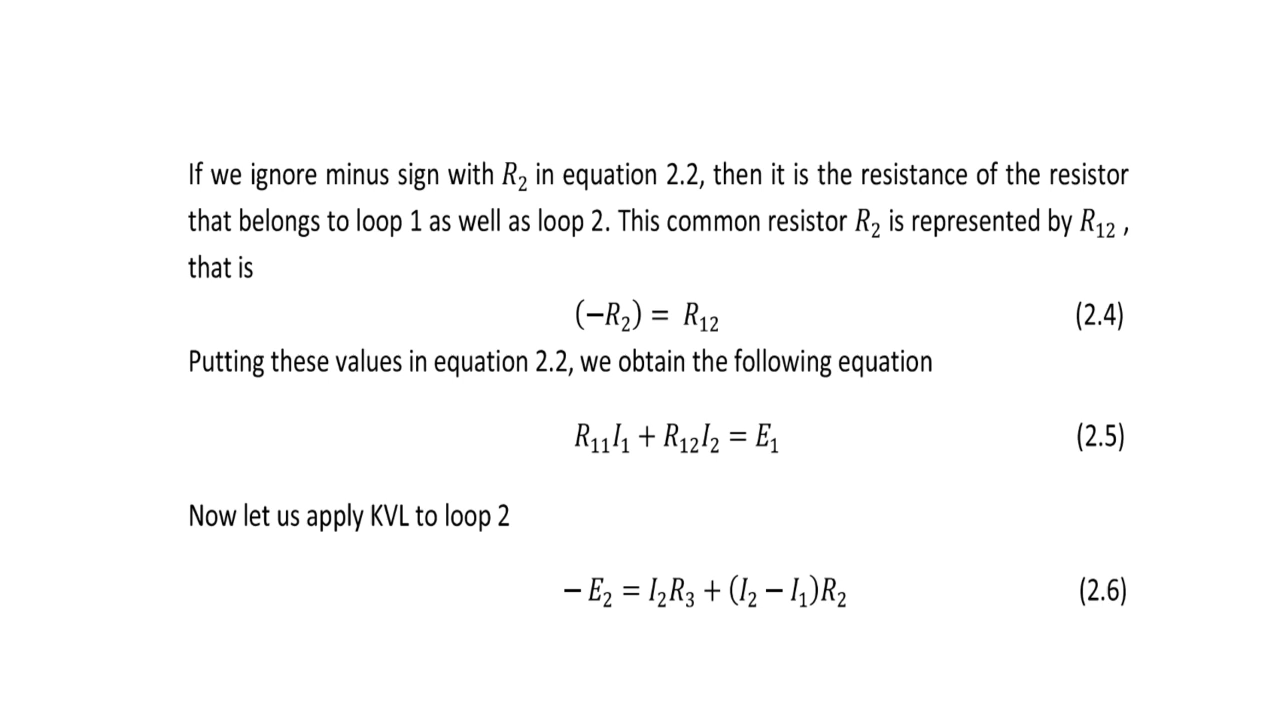 If we ignore minus sign with R₂ in equation 2.2, then it is the resistance of the resistor
that belongs to loop 1 as well as loop 2. This common resistor R₂ is represented by R₁₂ ,
that is
(−R₂) = R₁₂ (2.4)
Putting these values in equation 2.2, we obtain the following equation
R₁₁I₁ + R₁₂I₂ = E₁ (2.5)
Now let us apply KVL to loop 2
− E₂ = I₂R₃ + (I₂ − I₁)R₂ (2.6)